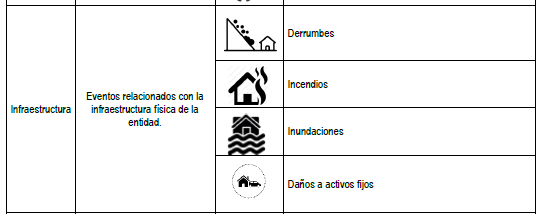 Infraestructura
Eventos relacionados con la
infraestructura física de la
entidad.
Derrumbes
Incendios
Inundaciones
Daños a activos fijos